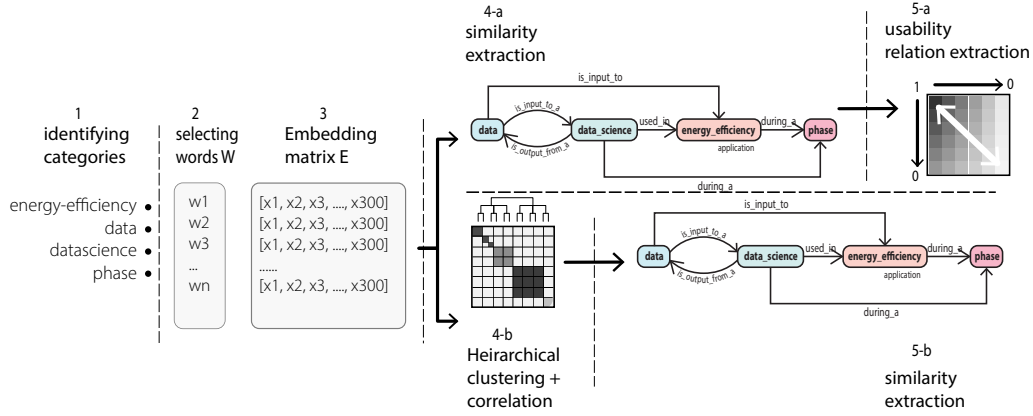 1
identifying
categories
energy-efficiency
data
datascience
phase
2
selecting
words W
w1
w2
w3
...
wn
3
Embedding
matrix E
[x1, x2, x3, ...., x300]
[x1, x2, x3, ...., x300]
[x1, x2, x3, ...., x300]
......
[x1, x2, x3, ...., x300]
4-a
similarity
extraction
is_input_to
is_input_to_a
data
data_science
used_in
energy_efficiency
during_a
phase
is_output_from_a
application
during_a
5-a
usability
relation extraction
1
0
0
4-b
Heirarchical
clustering +
correlation
is_input_to
is_input_to_a
data
data_science
used_in
energy_efficiency
during_a
phase
is_output_from_a
application
during_a
5-b
similarity
extraction